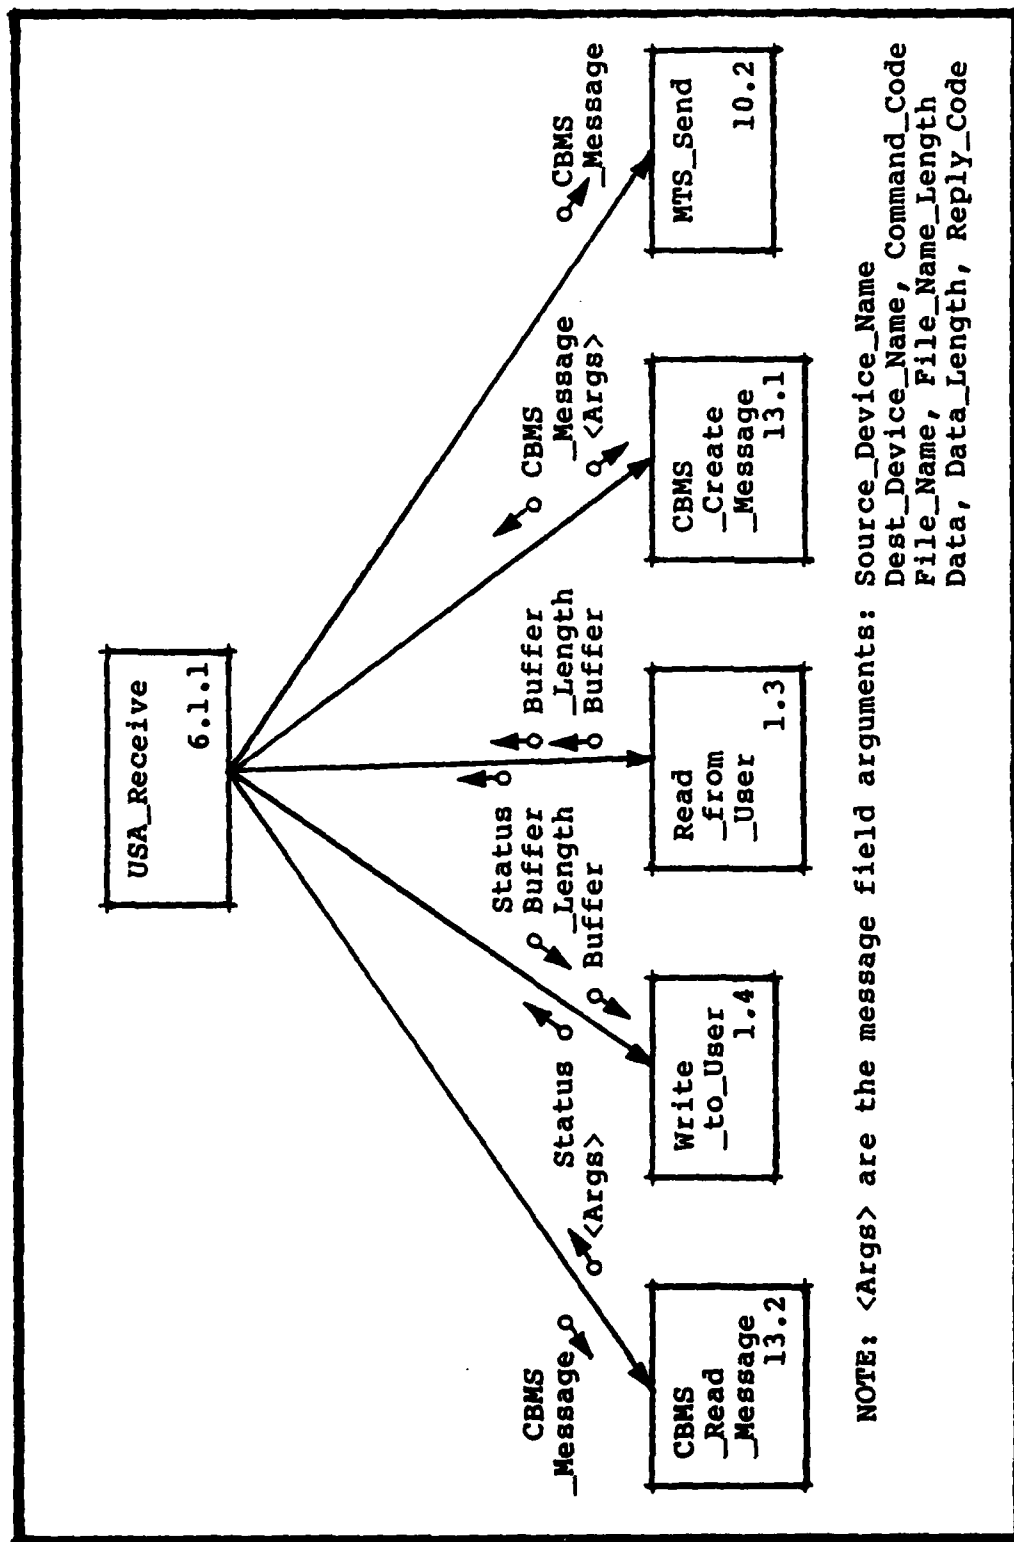 USA_Receive
6.1.1
CBMS
_Message
<Args>
Status
Buffer
_Length
Buffer
Status
Buffer
_Length
Buffer
CBMS
_Message
<Args>
CBMS
_Message
CBMS
_Read
_Message
13.2
Write
_to_User
1.4
Read
_from
_User
1.3
CBMS
_Create
_Message
13.1
MTS_Send
10.2
NOTE: <Args> are the message field arguments: Source_Device_Name
Dest_Device_Name, Command_Code
File_Name, File_Name_Length
Data, Data_Length, Reply_Code